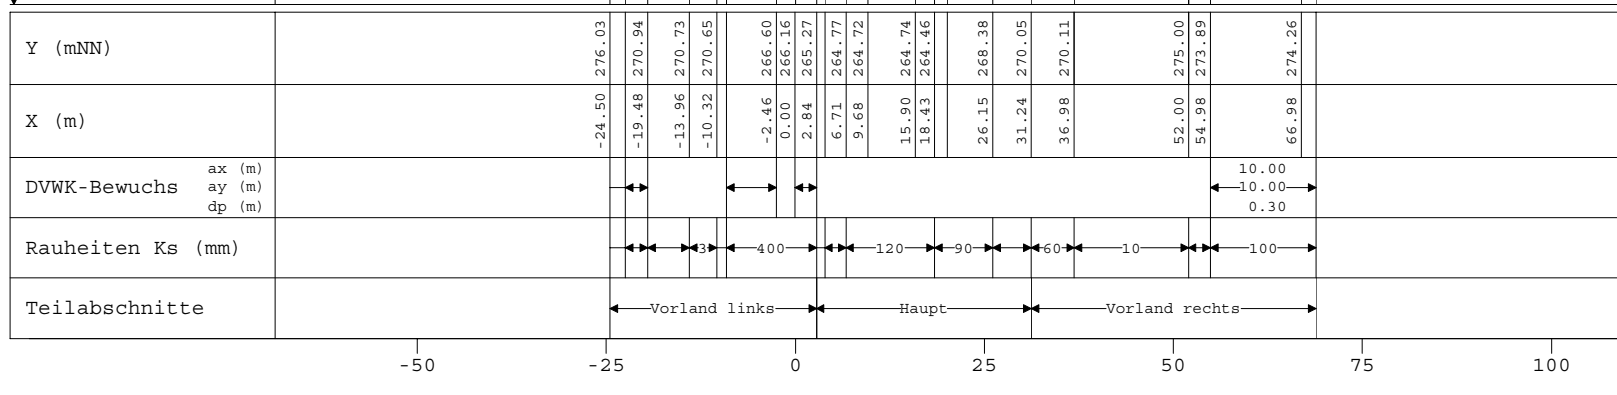 Y (mNN) 276.03 270.94 270.73 270.65 266.60 266.16 265.27 264.77 264.72 264.74 264.46 268.38 270.05 270.11 275.00 273.89 274.26
X (m) -24.50 -19.48 -13.96 -10.32 -2.46 0.00 2.84 6.71 9.68 15.90 18.43 26.15 31.24 36.98 52.00 54.98 66.98
ax (m) 10.00
DVWK-Bewuchs ay (m) 10.00
dp (m) 0.30
Rauheiten Ks (mm) 3 400 120 90 60 10 100
Teilabschnitte Vorland links Haupt Vorland rechts
-50 -25 0 25 50 75 100